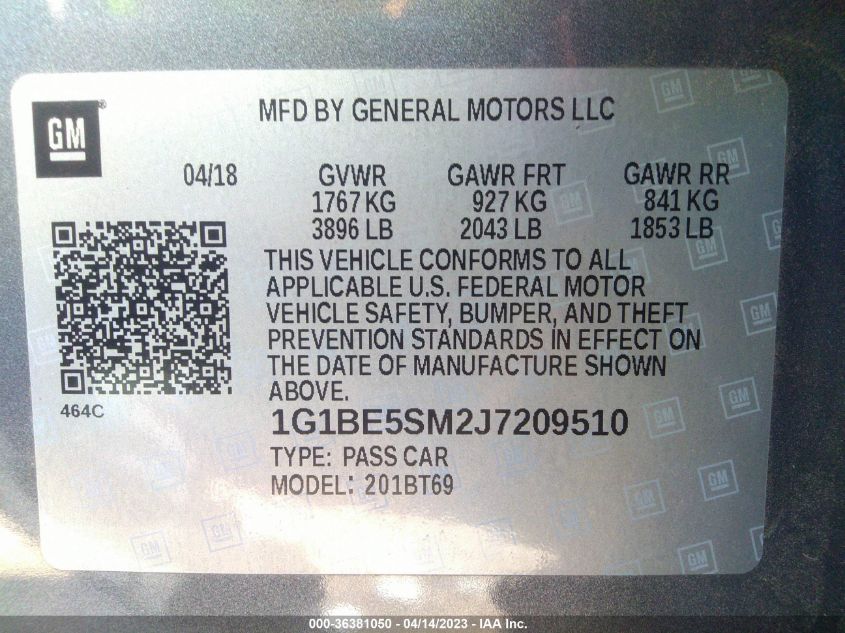 GM
MFD BY GENERAL MOTORS LLC
04/18 GVWR GAWR FRT GAWR RR
1767 KG 927 KG 841 KG
3896 LB 2043 LB 1853 LB
THIS VEHICLE CONFORMS TO ALL
APPLICABLE U.S. FEDERAL MOTOR
VEHICLE SAFETY, BUMPER, AND THEFT
PREVENTION STANDARDS IN EFFECT ON
THE DATE OF MANUFACTURE SHOWN
ABOVE.
464C
1G1BE5SM2J7209510
TYPE: PASS CAR
MODEL: 201BT69
000-36381050 - 04/14/2023 - IAA Inc.